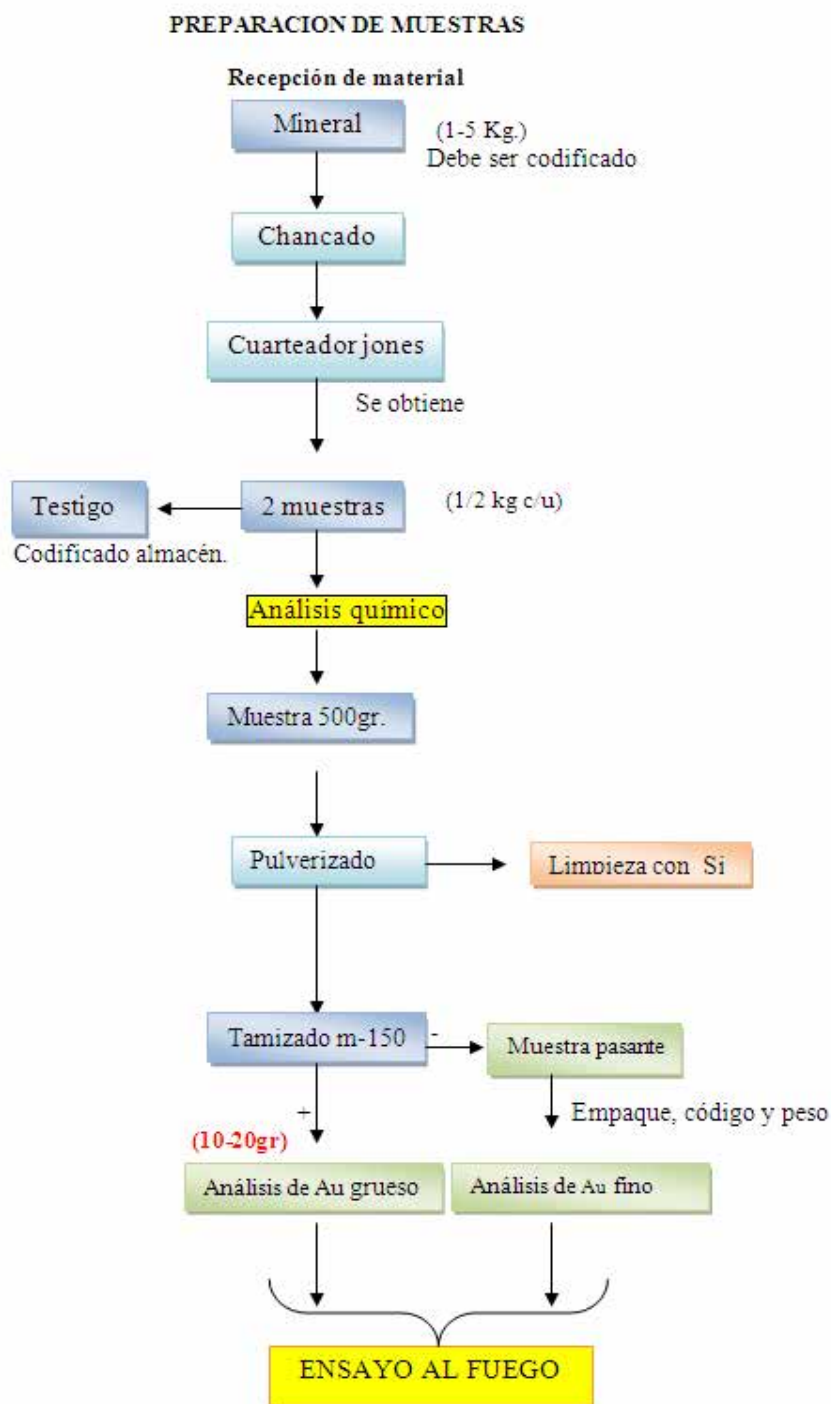 PREPARACION DE MUESTRAS
Recepción de material
Mineral
(1-5 Kg.)
Debe ser codificado
Chancado
Cuarteador jones
Se obtiene
Testigo
2 muestras
(1/2 kg c/u)
Codificado almacén.
Análisis químico
Muestra 500gr.
Pulverizado
Limpieza con Si
Tamizado m-150
-
Muestra pasante
+
Empaque, código y peso
(10-20gr)
Análisis de Au grueso
Análisis de Au fino
ENSAYO AL FUEGO